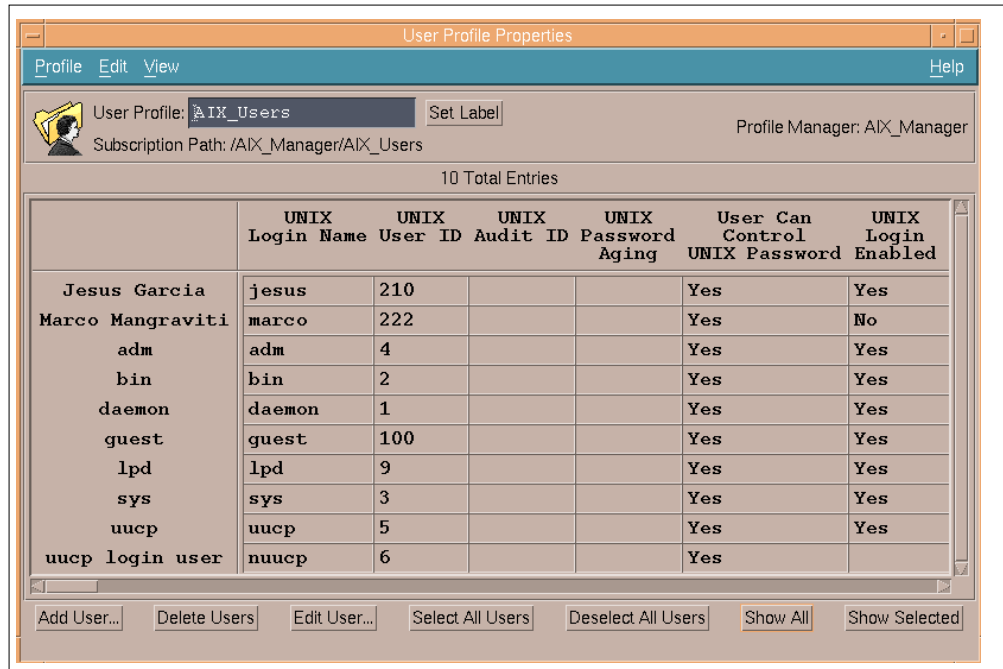 User Profile Properties
Profile Edit View Help
User Profile: AIX_Users Set Label
Profile Manager: AIX_Manager
Subscription Path: /AIX_Manager/AIX_Users
10 Total Entries
UNIX UNIX UNIX UNIX User Can UNIX
Login Name User ID Audit ID Password Control Login
Aging UNIX Password Enabled
Jesus Garcia jesus 210 Yes Yes
Marco Mangraviti marco 222 Yes No
adm adm 4 Yes Yes
bin bin 2 Yes Yes
daemon daemon 1 Yes Yes
guest guest 100 Yes Yes
lpd lpd 9 Yes Yes
sys sys 3 Yes Yes
uucp uucp 5 Yes Yes
uucp login user nuucp 6 Yes
Add User... Delete Users Edit User... Select All Users Deselect All Users Show All Show Selected